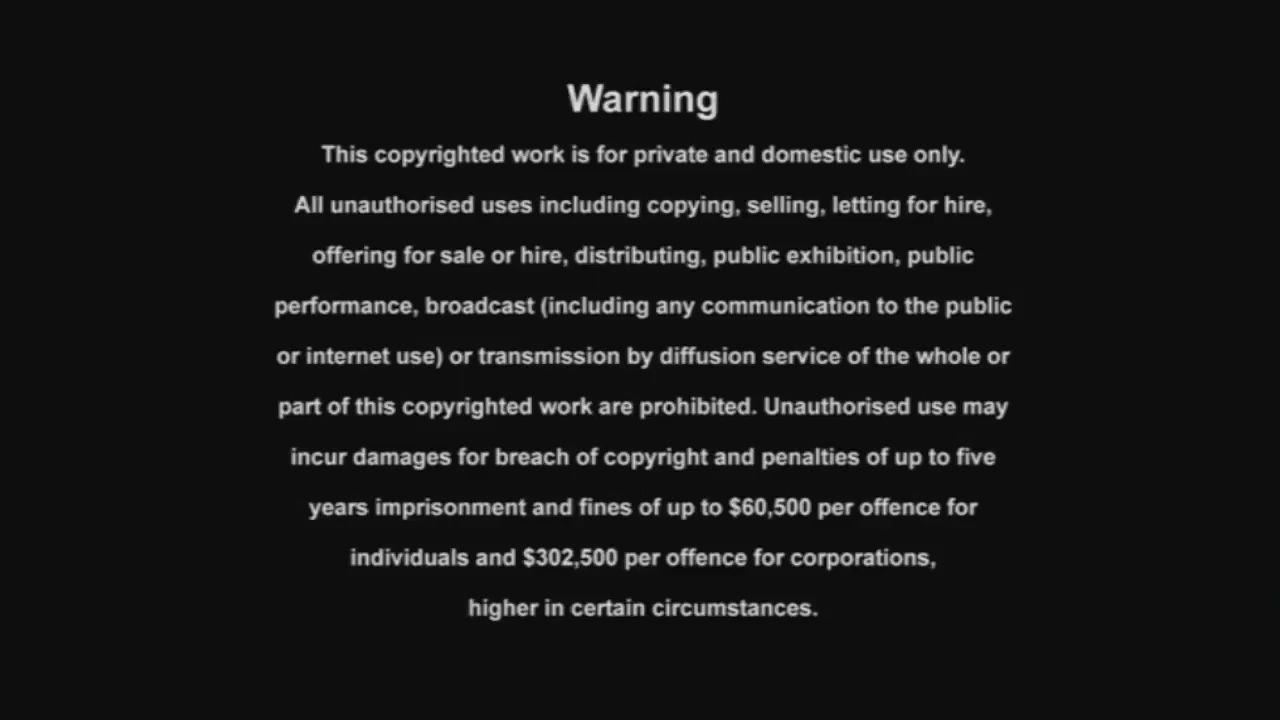 Warning
This copyrighted work is for private and domestic use only.
All unauthorised uses including copying, selling, letting for hire,
offering for sale or hire, distributing, public exhibition, public
performance, broadcast (including any communication to the public
or internet use) or transmission by diffusion service of the whole or
part of this copyrighted work are prohibited. Unauthorised use may
incur damages for breach of copyright and penalties of up to five
years imprisonment and fines of up to $60,500 per offence for
individuals and $302,500 per offence for corporations,
higher in certain circumstances.